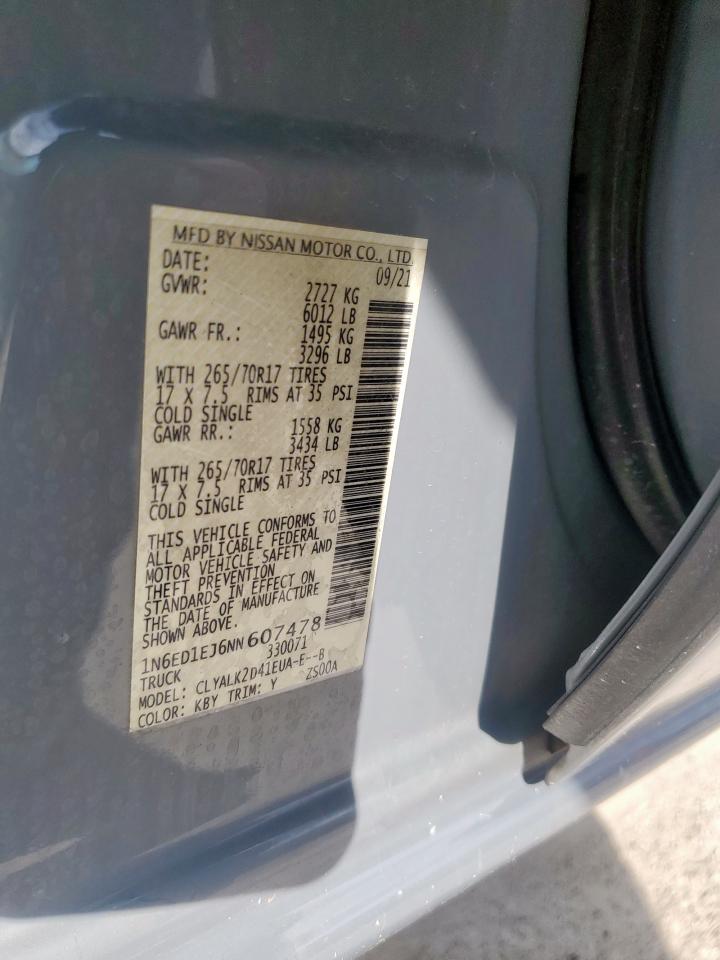 MFD BY NISSAN MOTOR CO., LTD.
DATE: 09/21
GVWR: 2727 KG
6012 LB
GAWR FR.: 1495 KG
3296 LB
WITH 265/70R17 TIRES
17 X 7.5 RIMS AT 35 PSI
COLD SINGLE
GAWR RR.: 1558 KG
3434 LB
WITH 265/70R17 TIRES
17 X 7.5 RIMS AT 35 PSI
COLD SINGLE
THIS VEHICLE CONFORMS TO
ALL APPLICABLE FEDERAL
MOTOR VEHICLE SAFETY AND
THEFT PREVENTION
STANDARDS IN EFFECT ON
THE DATE OF MANUFACTURE
SHOWN ABOVE.
1N6ED1EJ6NN607478
TRUCK 330071
MODEL: CLYALK2D41EUA-E--B
COLOR: KBY TRIM: Y ZS00A